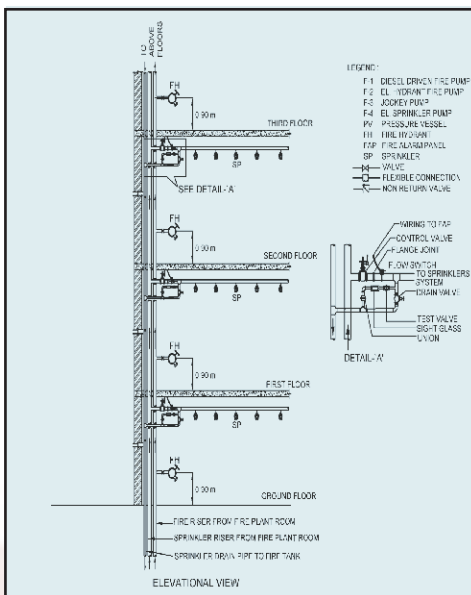 TO
ABOVE
FLOORS
FH
0.90 m
THIRD FLOOR
SP
SEE DETAIL-'A'
FH
0.90 m
SECOND FLOOR
SP
FH
0.90 m
FIRST FLOOR
SP
FH
0.90 m
GROUND FLOOR
FIRE RISER FROM FIRE PLANT ROOM
SPRINKLER RISER FROM FIRE PLANT ROOM
SPRINKLER DRAIN PIPE TO FIRE TANK
ELEVATIONAL VIEW
LEGEND:
F-1 DIESEL DRIVEN FIRE PUMP
F-2 EL HYDRANT FIRE PUMP
F-3 JOCKEY PUMP
F-4 EL SPRINKLER PUMP
PV PRESSURE VESSEL
FH FIRE HYDRANT
FAP FIRE ALARM PANEL
SP SPRINKLER
VALVE
FLEXIBLE CONNECTION
NON RETURN VALVE
WIRING TO FAP
CONTROL VALVE
FLANGE JOINT
FLOW SWITCH
TO SPRINKLERS
SYSTEM
DRAIN VALVE
TEST VALVE
SIGHT GLASS
UNION
DETAIL-'A'